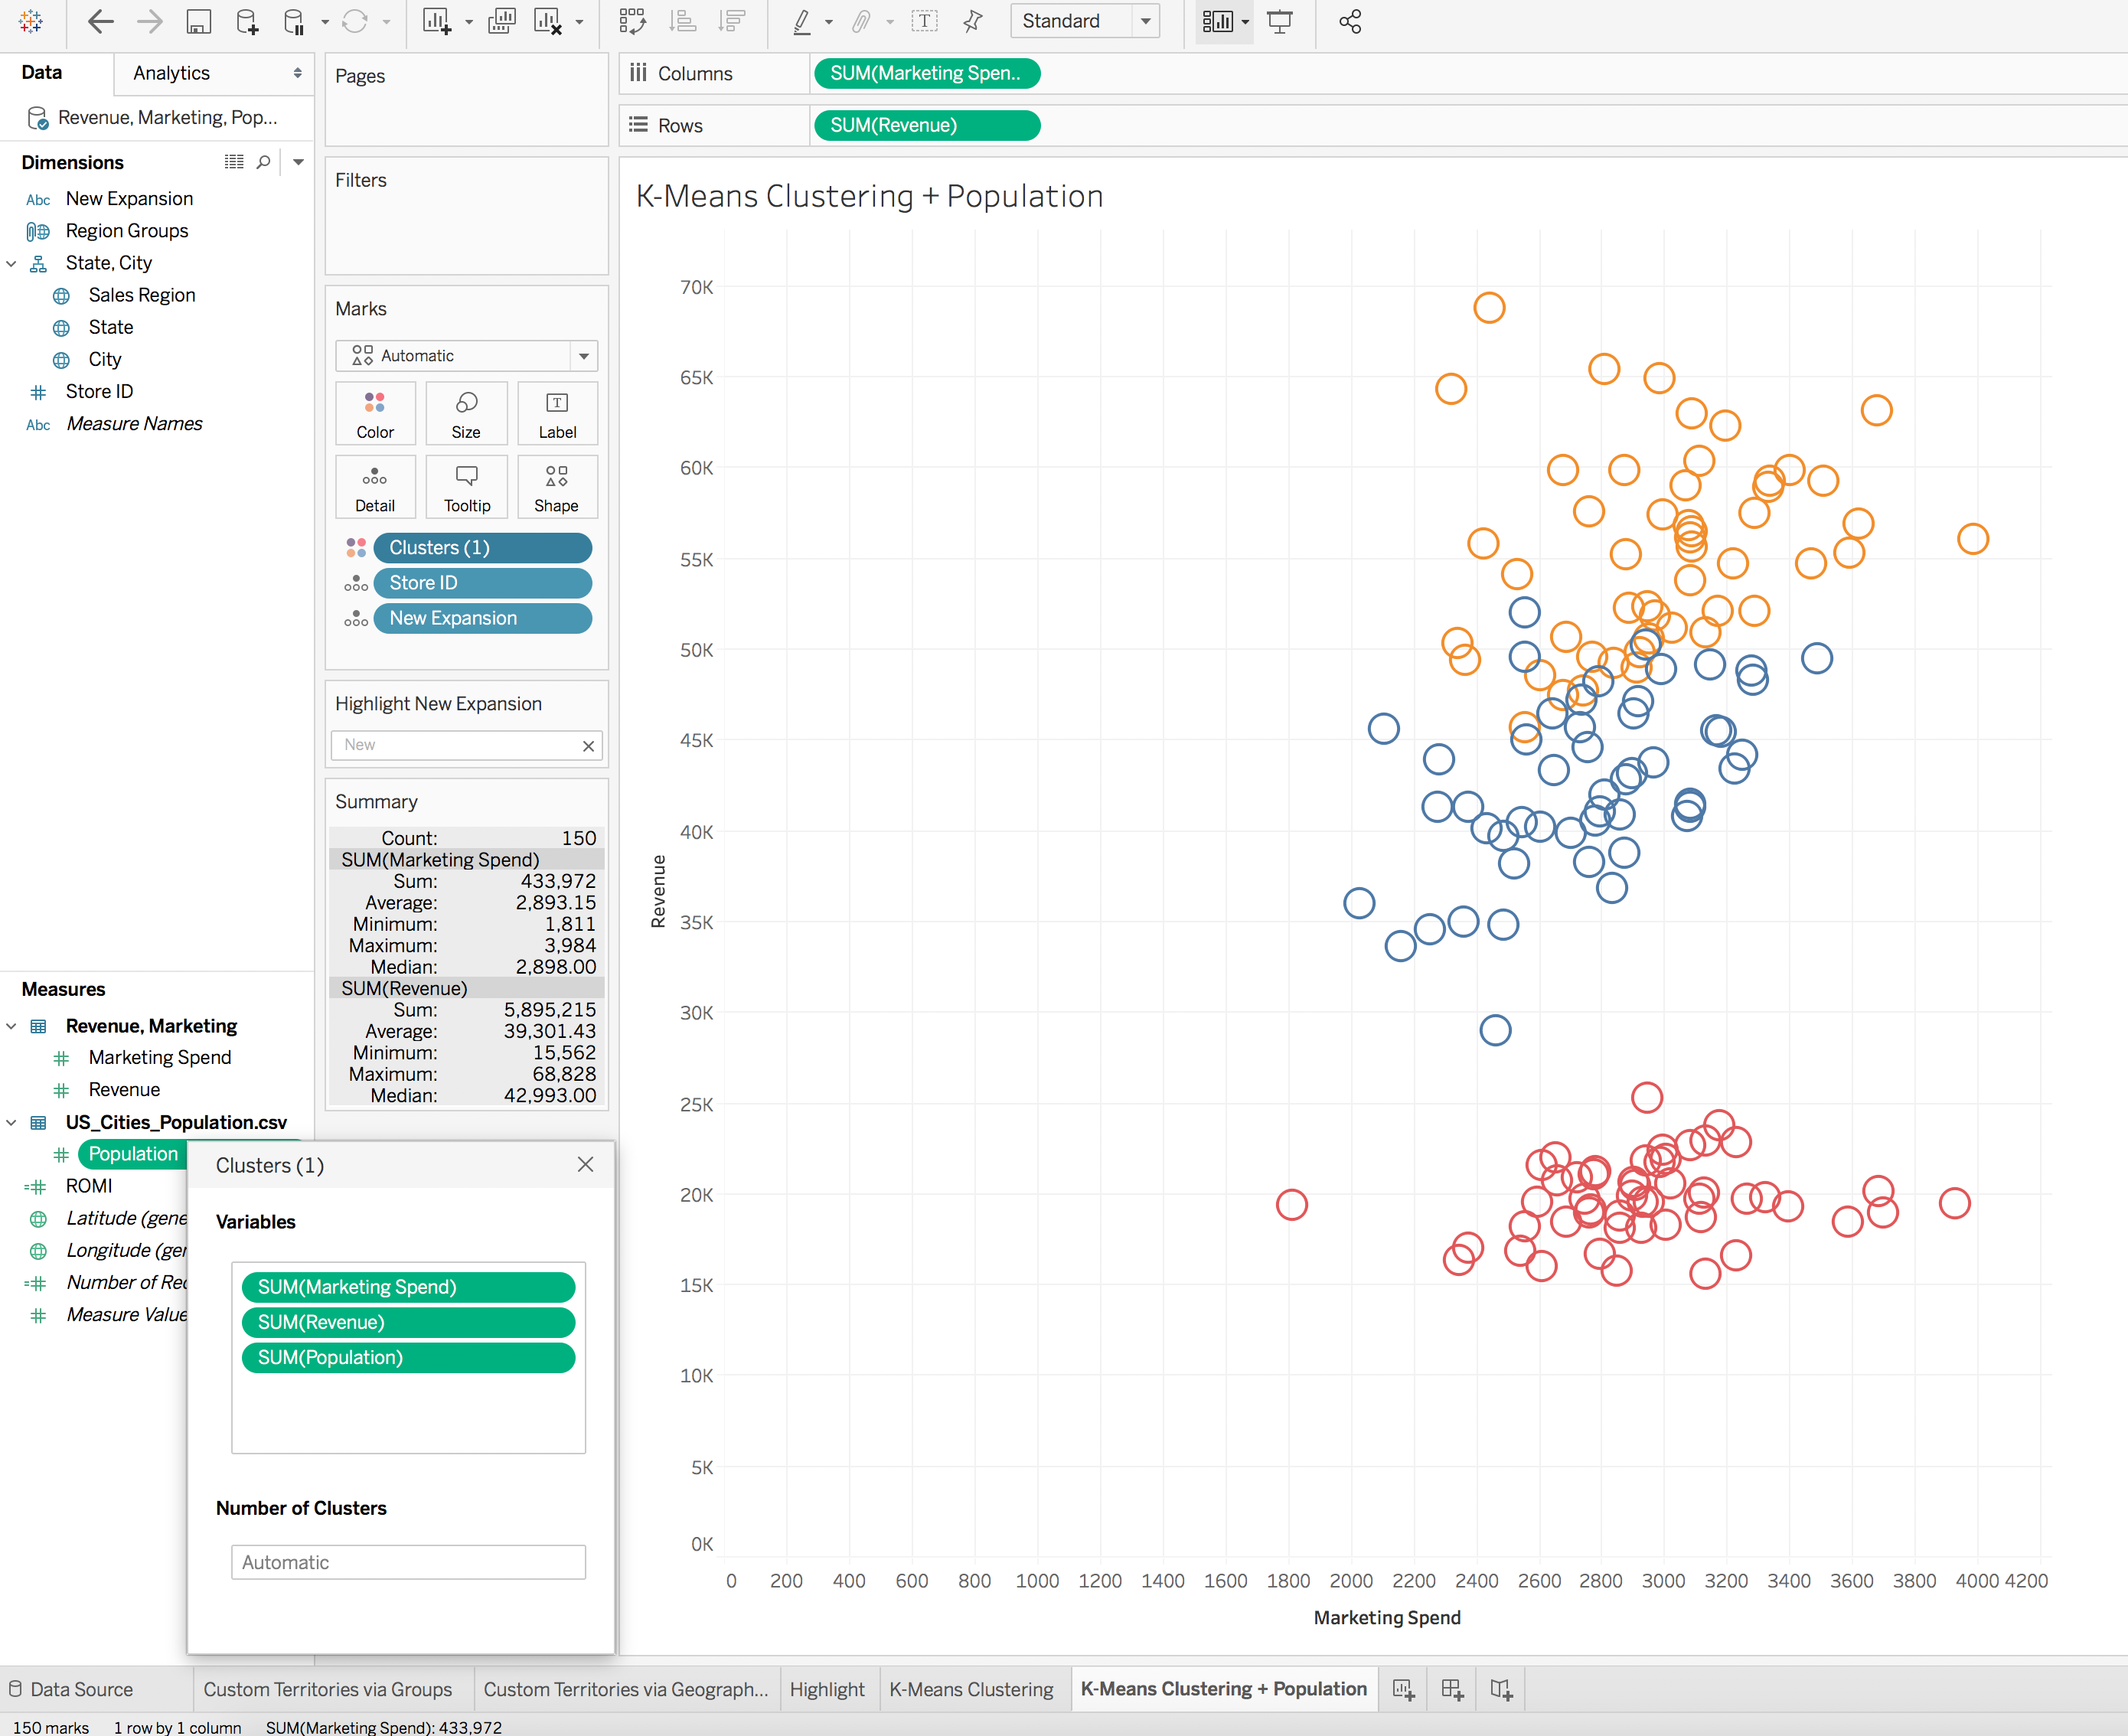 Standard
Data
Analytics
Revenue, Marketing, Pop...
Dimensions
Abc New Expansion
Region Groups
State, City
Sales Region
State
City
Store ID
Abc Measure Names
Measures
Revenue, Marketing
Marketing Spend
Revenue
US_Cities_Population.csv
Population
ROMI
Latitude (gene
Longitude (ger
Number of Rec
Measure Value
Pages
Filters
Marks
Automatic
Color Size Label
Detail Tooltip Shape
Clusters (1)
Store ID
New Expansion
Highlight New Expansion
New
Summary
Count: 150
SUM(Marketing Spend)
Sum: 433,972
Average: 2,893.15
Minimum: 1,811
Maximum: 3,984
Median: 2,898.00
SUM(Revenue)
Sum: 5,895,215
Average: 39,301.43
Minimum: 15,562
Maximum: 68,828
Median: 42,993.00
Clusters (1)
Variables
SUM(Marketing Spend)
SUM(Revenue)
SUM(Population)
Number of Clusters
Automatic
Columns SUM(Marketing Spen..
Rows SUM(Revenue)
K-Means Clustering + Population
70K
65K
60K
55K
50K
45K
40K
35K
30K
25K
20K
15K
10K
5K
0K
Revenue
0 200 400 600 800 1000 1200 1400 1600 1800 2000 2200 2400 2600 2800 3000 3200 3400 3600 3800 4000 4200
Marketing Spend
Data Source Custom Territories via Groups Custom Territories via Geograph... Highlight K-Means Clustering K-Means Clustering + Population
150 marks 1 row by 1 column SUM(Marketing Spend): 433,972